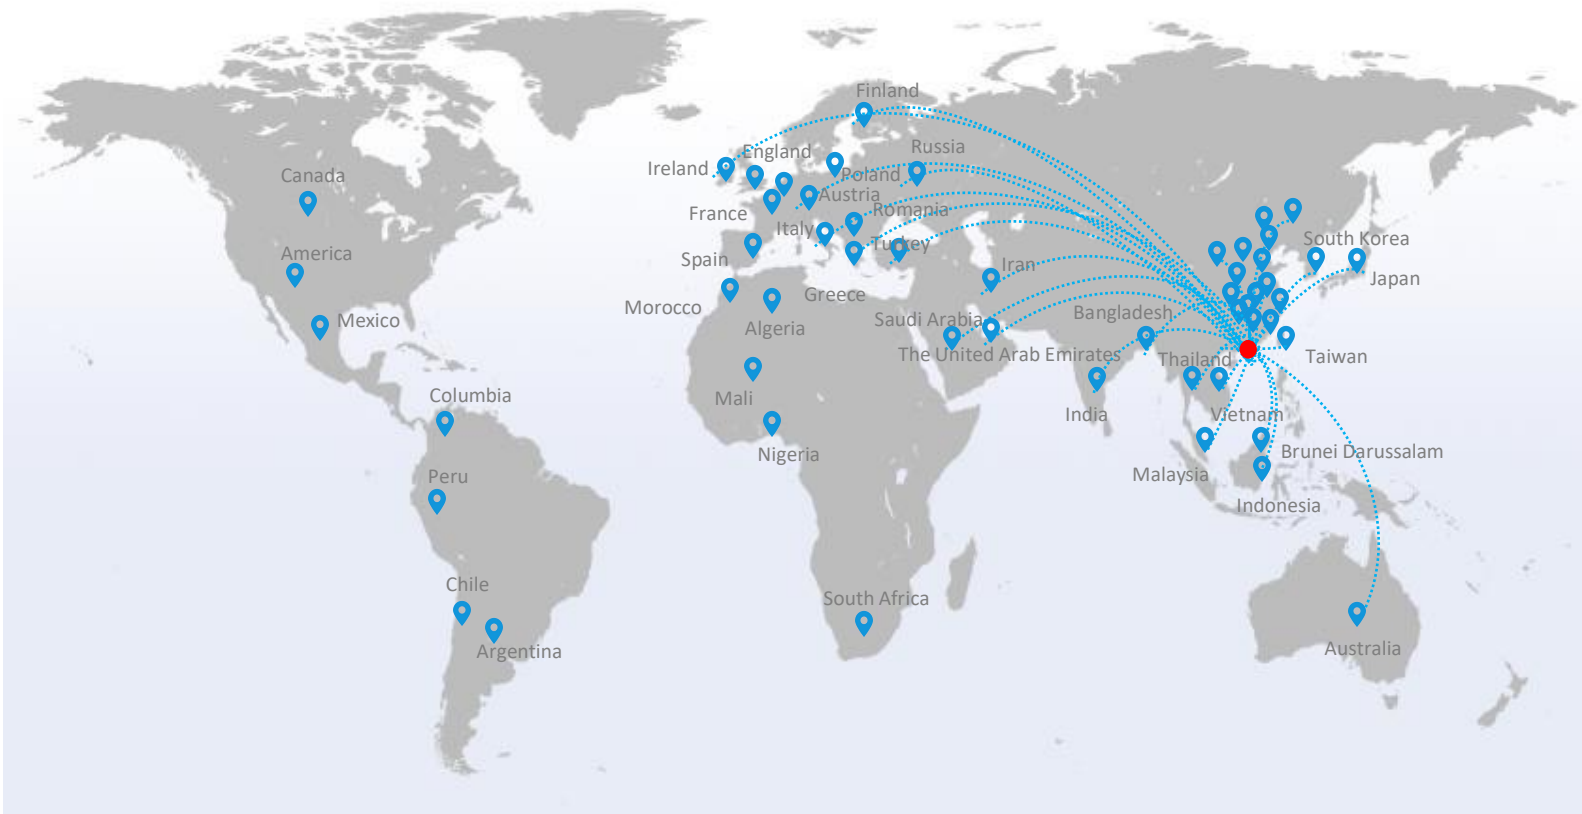 Finland
England
Russia
Ireland
Poland
Canada
Austria
France
Romania
Italy
South Korea
Turkey
America
Spain
Iran
Japan
Greece
Morocco
Bangladesh
Mexico
Algeria
Saudi Arabia
The United Arab Emirates
Thailand
Taiwan
Columbia
Mali
India
Vietnam
Nigeria
Brunei Darussalam
Peru
Malaysia
Indonesia
Chile
South Africa
Argentina
Australia